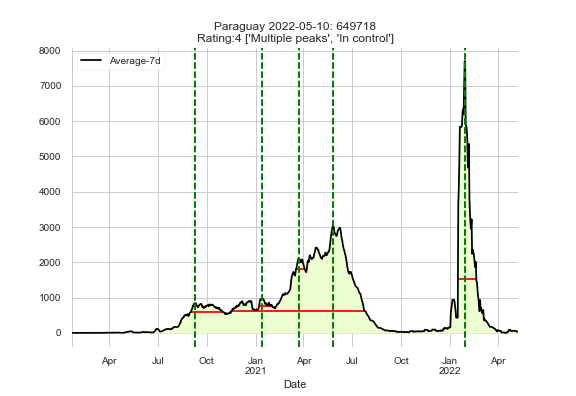 Paraguay 2022-05-10: 649718
Rating:4 ['Multiple peaks', 'In control']
8000
Average-7d
7000
6000
5000
4000
3000
2000
1000
0
Apr Jul Oct Jan Apr Jul Oct Jan Apr
2021 2022
Date